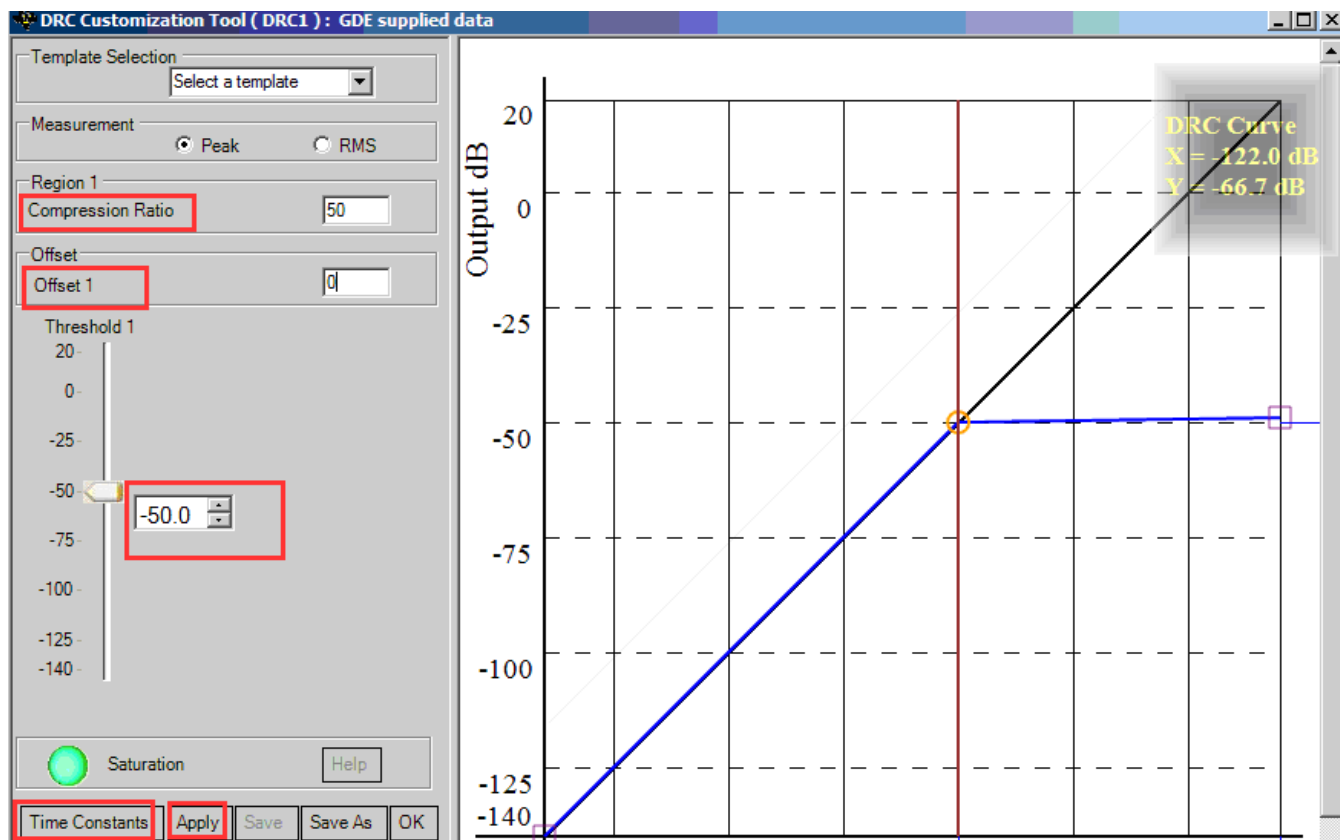 DRC Customization Tool ( DRC1 ) : GDE supplied data
Template Selection
Select a template
Measurement
Peak
RMS
Region 1
Compression Ratio
50
Offset
Offset 1
0
Threshold 1
20
0
-25
-50
-50.0
-75
-100
-125
-140
Saturation
Help
Time Constants
Apply
Save
Save As
OK
Output dB
20
0
-25
-50
-75
-100
-125
-140
DRC Curve
X = -122.0 dB
Y = -66.7 dB